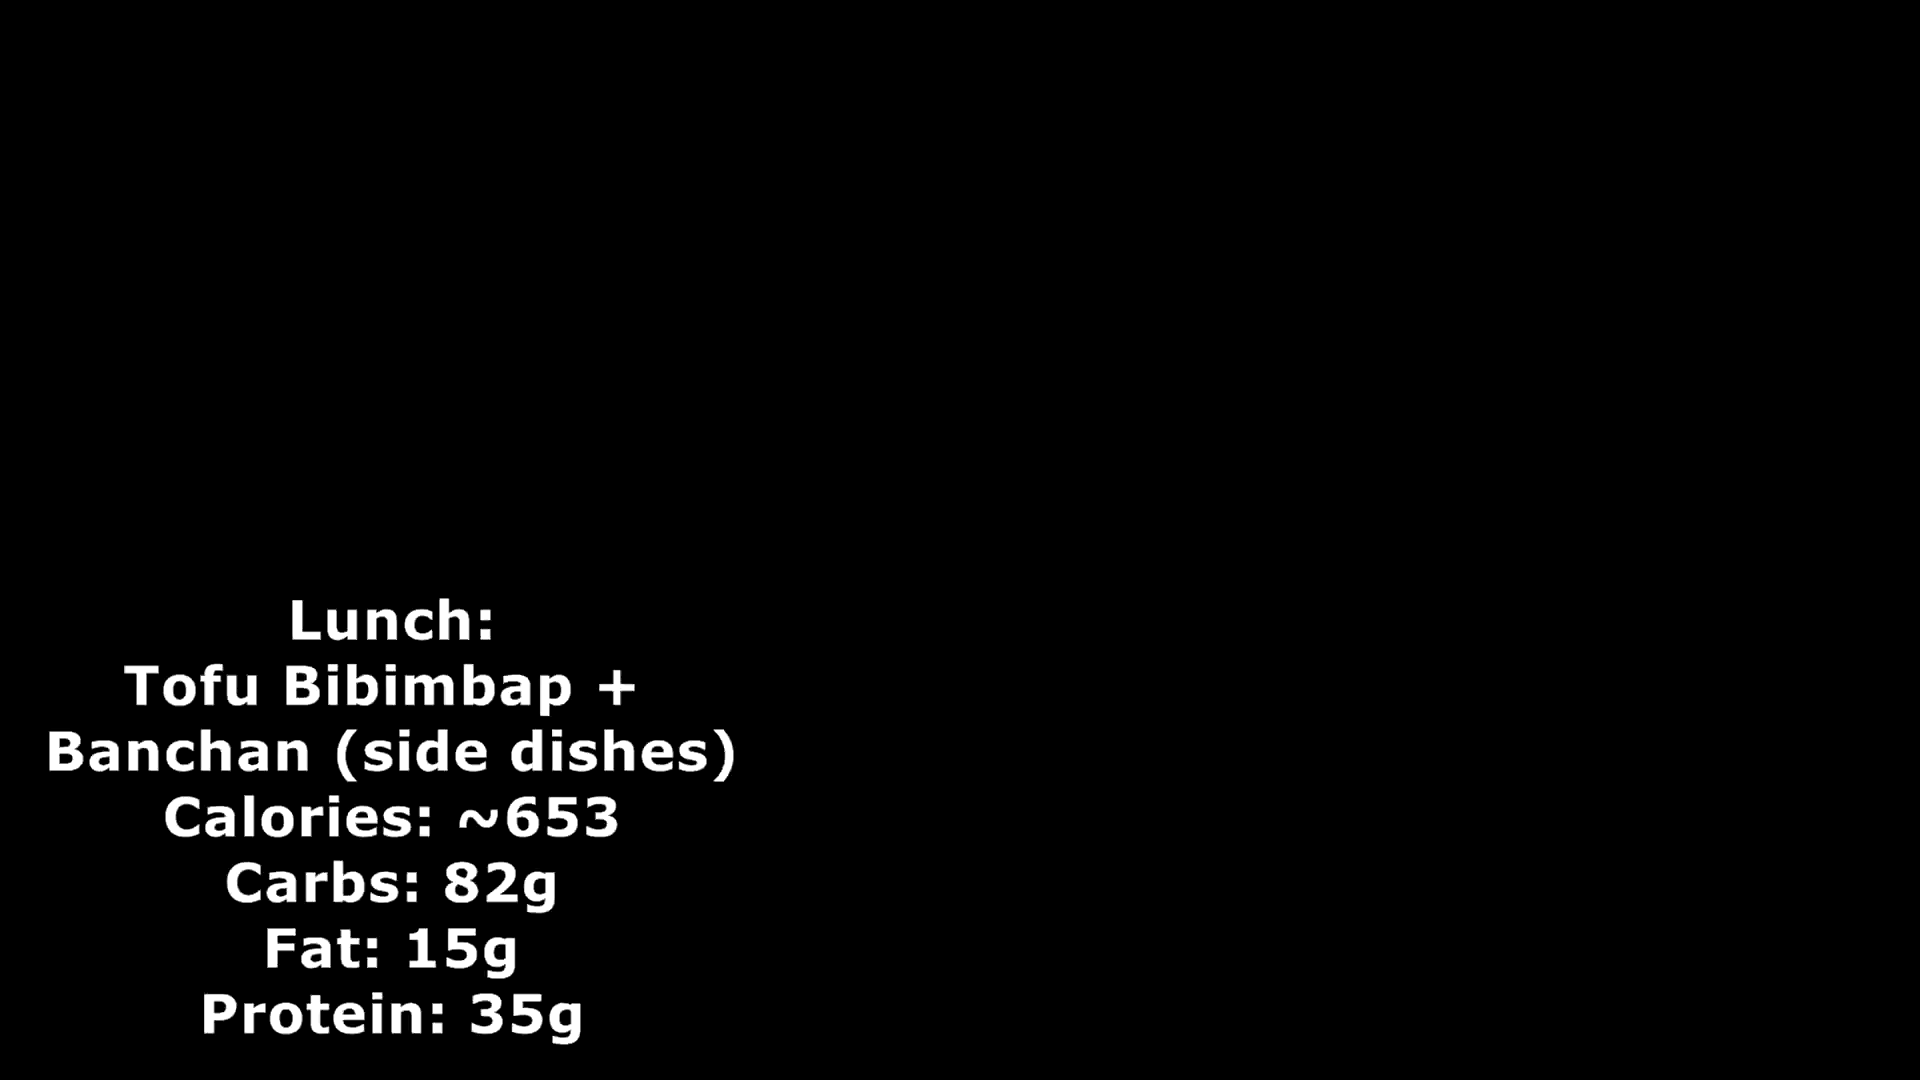 Lunch:
Tofu Bibimbap +
Banchan (side dishes)
Calories: ~653
Carbs: 82g
Fat: 15g
Protein: 35g